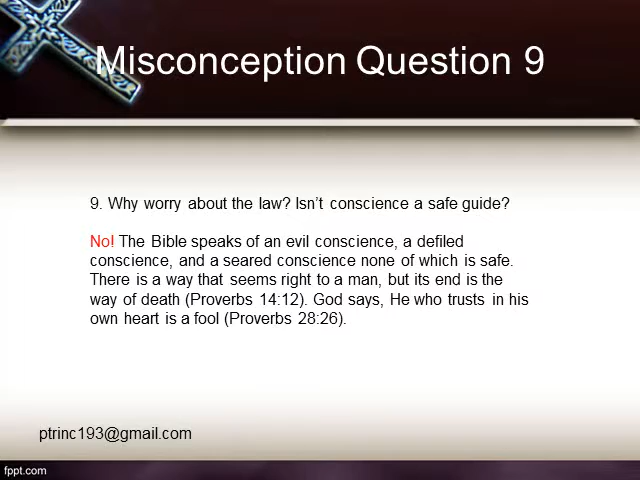 Misconception Question 9
9. Why worry about the law? Isn’t conscience a safe guide?
No! The Bible speaks of an evil conscience, a defiled
conscience, and a seared conscience none of which is safe.
There is a way that seems right to a man, but its end is the
way of death (Proverbs 14:12). God says, He who trusts in his
own heart is a fool (Proverbs 28:26).
ptrinc193@gmail.com
fppt.com